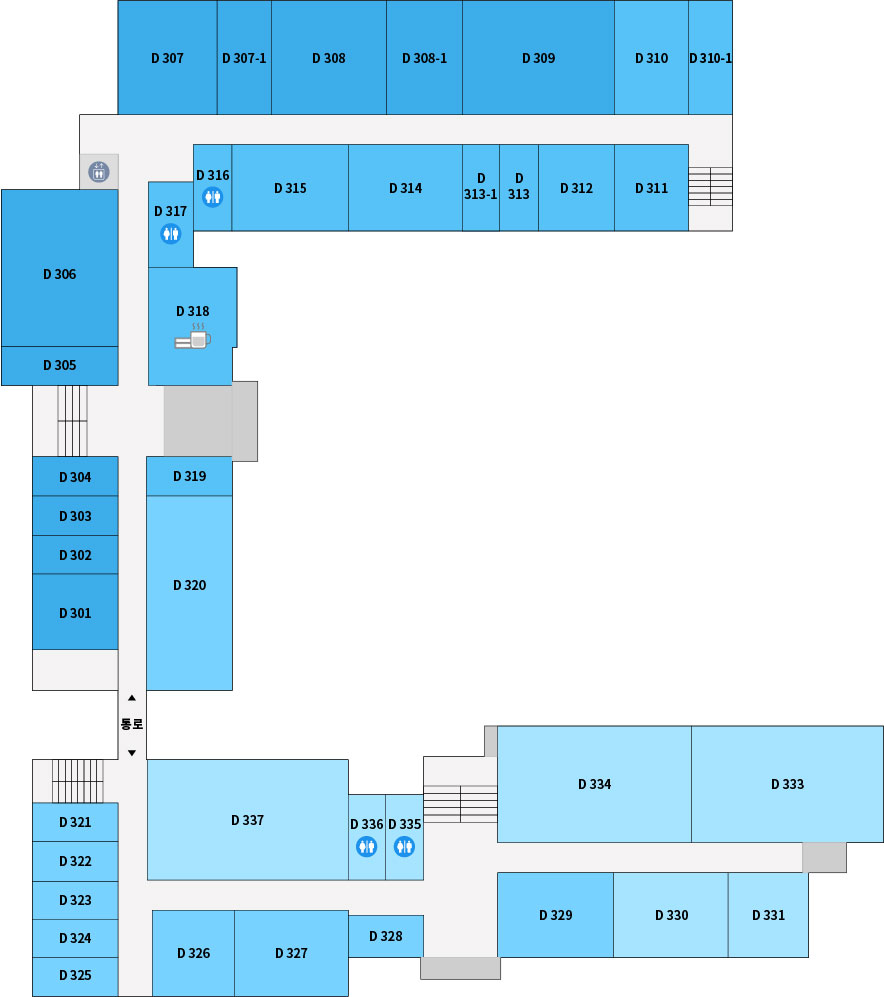 D 307
D 307-1
D 308
D 308-1
D 309
D 310
D 310-1
D 316
D 315
D 314
D
313-1
D
313
D 312
D 311
D 317
D 306
D 318
D 305
D 304
D 319
D 303
D 302
D 320
D 301
통로
D 334
D 333
D 321
D 337
D 336
D 335
D 322
D 323
D 329
D 330
D 331
D 324
D 328
D 326
D 327
D 325